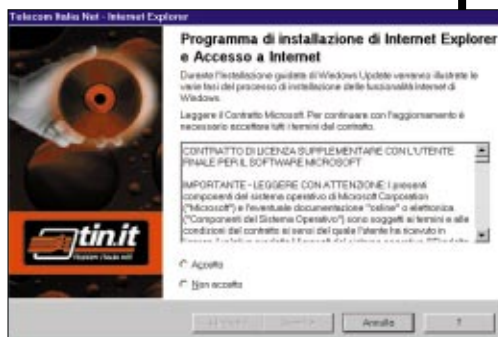 Telecom Italia Net - Internet Explorer
Programma di installazione di Internet Explorer
e Accesso a Internet
Durante l'installazione guidata di Windows Update verranno illustrate le
varie fasi del processo di installazione delle funzionalità Internet di
Windows.
Leggere il Contratto Microsoft. Per continuare con l'aggiornamento è
necessario accettare tutti i termini del contratto.
CONTRATTO DI LICENZA SUPPLEMENTARE CON L'UTENTE
FINALE PER IL SOFTWARE MICROSOFT
IMPORTANTE - LEGGERE CON ATTENZIONE: I presenti
componenti del sistema operativo di Microsoft Corporation
("Microsoft") e l'eventuale documentazione "online" o elettronica
("Componenti del Sistema Operativo") sono soggetti ai termini e alle
condizioni del contratto ai sensi del quale l'utente ha ricevuto in
tin.it
telecom italia net
Accetto
Non accetto
Annulla
?